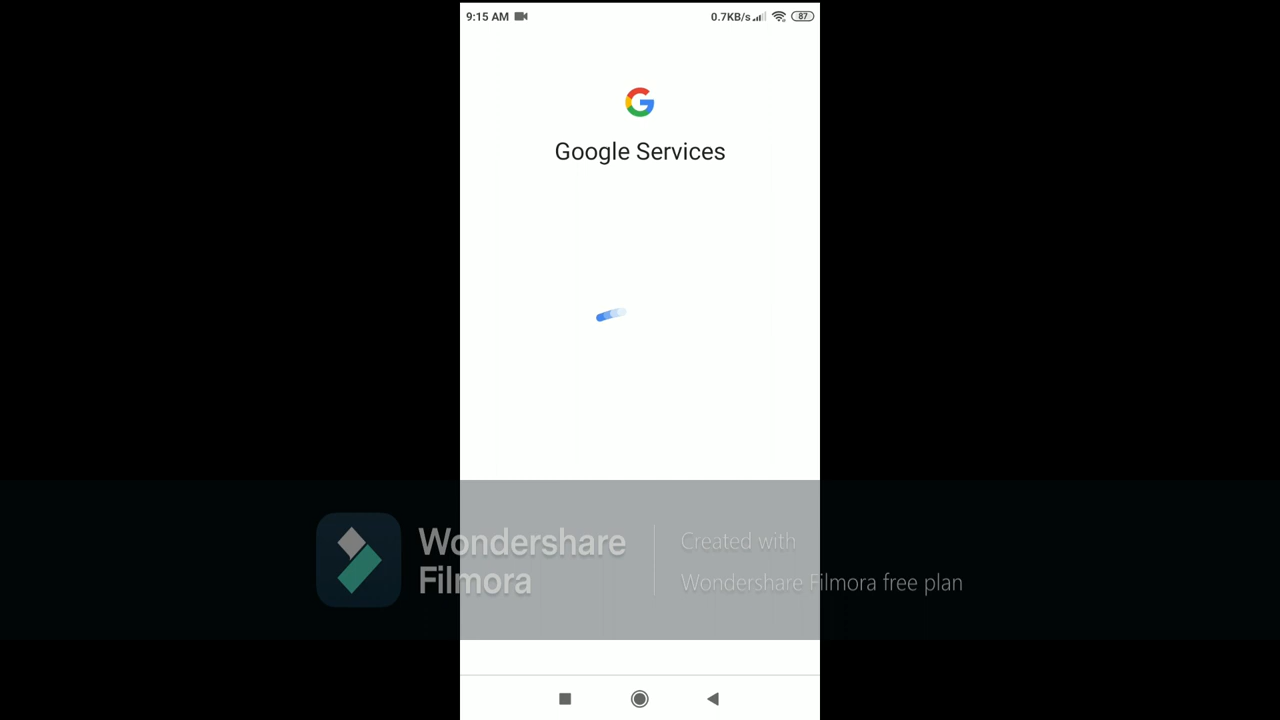 9:15 AM 0.7KB/s 87
Google Services
Wondershare
Filmora
Created with
Wondershare Filmora free plan